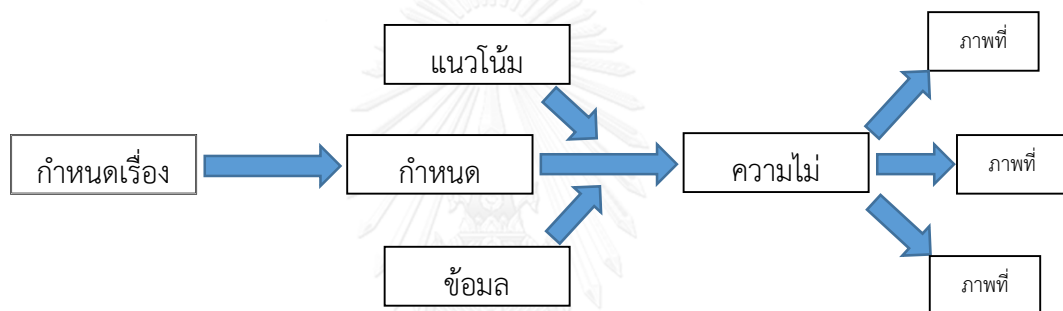 ภาพที่
แนวโน้ม
กำหนดเรื่อง
กำหนด
ความไม่
ภาพที่
ข้อมล
ภาพที่